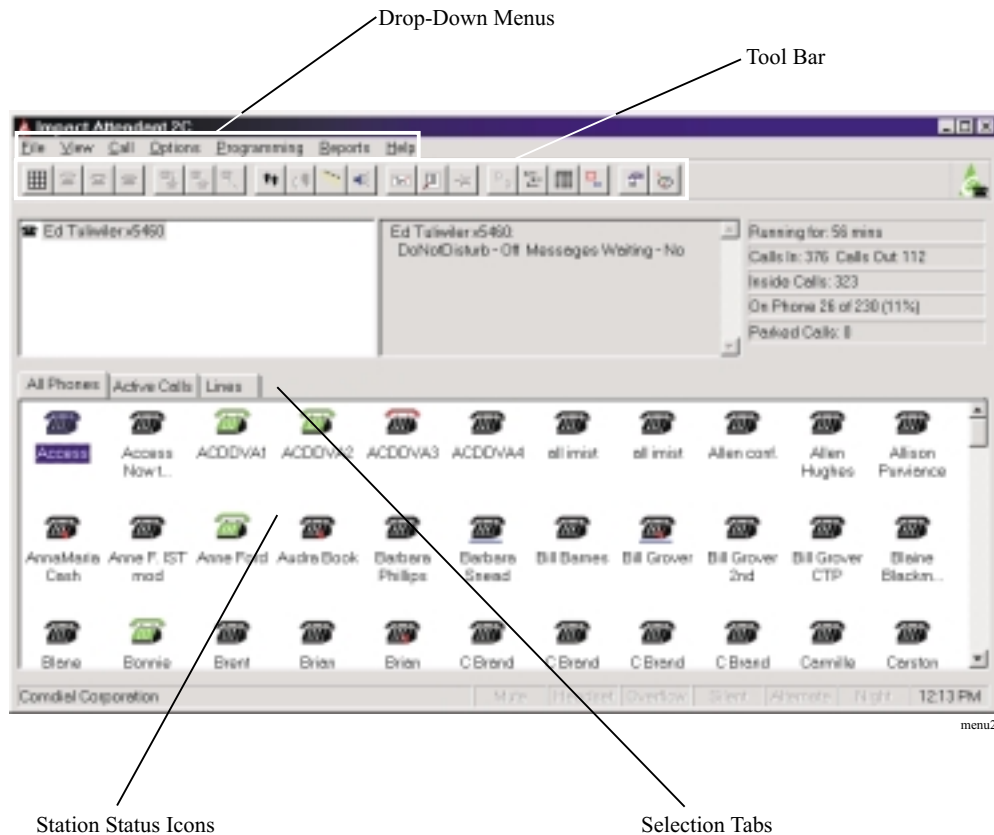 Drop-Down Menus
Tool Bar
Impact Attendant 2C
File View Call Options Programming Reports Help
Ed Tuliwiler x5460
Ed Tuliwiler x5460:
DoNotDisturb - Off Messages Waiting - No
Running for: 56 mins
Calls In: 376 Calls Out: 112
Inside Calls: 323
On Phone 26 of 230 (11%)
Parked Calls: 0
All Phones Active Calls Lines
Access Access ACDDVA1 ACDDVA2 ACDDVA3 ACDDVA4 all imist all imist Allen conf. Allen Allison
Now t... Hughes Purviance
AnnaMaria Anne F. IST Anne Ford Audra Book Barbara Barbara Bill Barnes Bill Grover Bill Grover Bill Grover Blaine
Cash mod Phillips Snead 2nd CTP Blackm...
Blane Bonnie Brent Brian Brian C Brand C Brand C Brand C Brand Camille Carston
Comdial Corporation Mute Headset Overflow Silent Alternate Night 12:13 PM
menu2
Station Status Icons
Selection Tabs